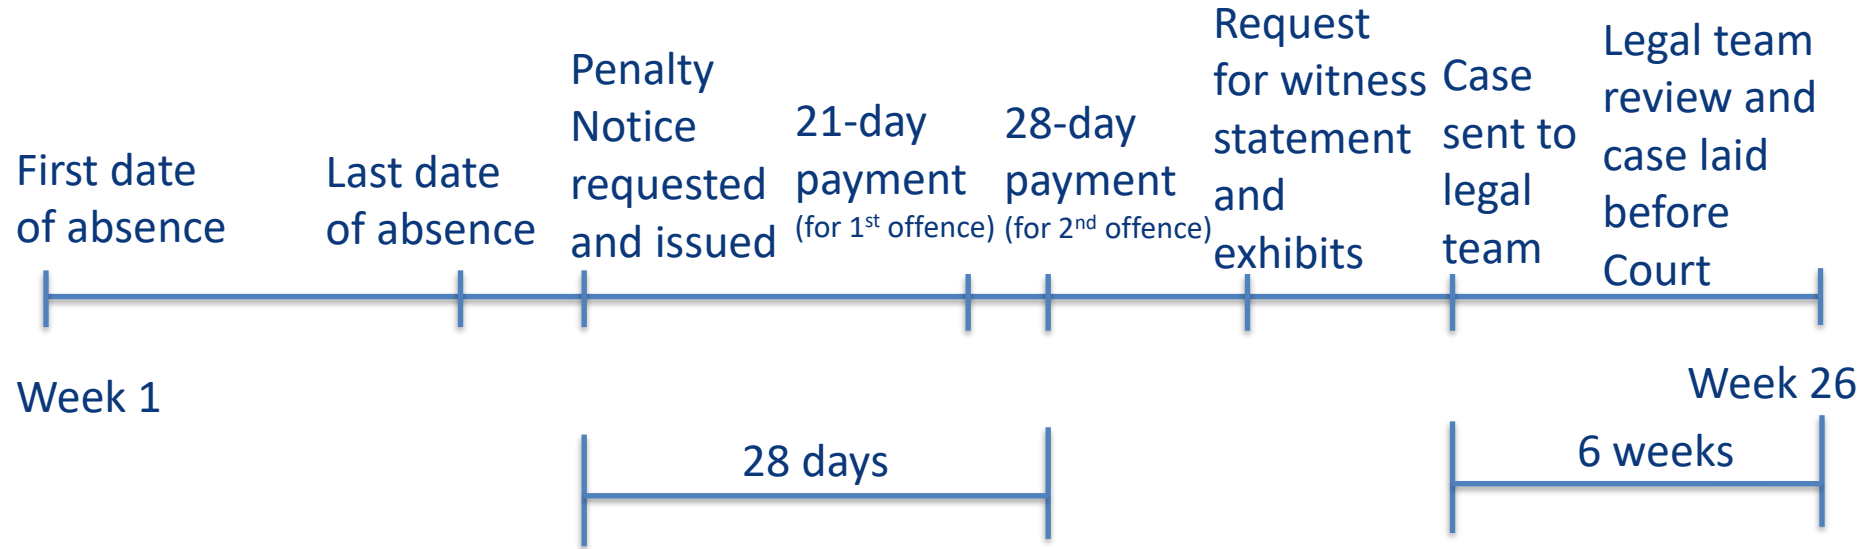 First date
of absence
Last date
of absence
Penalty
Notice
requested
and issued
21-day
payment
(for 1st offence)
28-day
payment
(for 2nd offence)
Request
for witness
statement
and
exhibits
Case
sent to
legal
team
Legal team
review and
case laid
before
Court
Week 1
Week 26
28 days
6 weeks